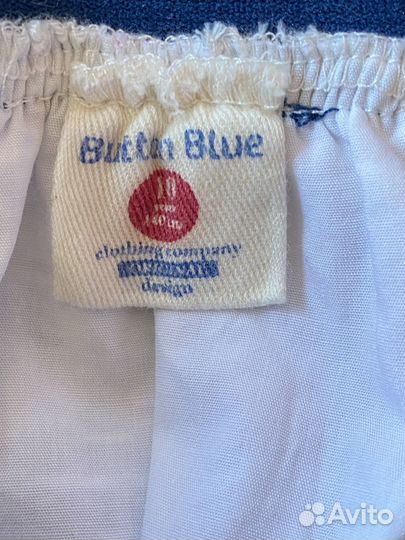 Button Blue
10
years
140 cm
clothing company
design
Avito